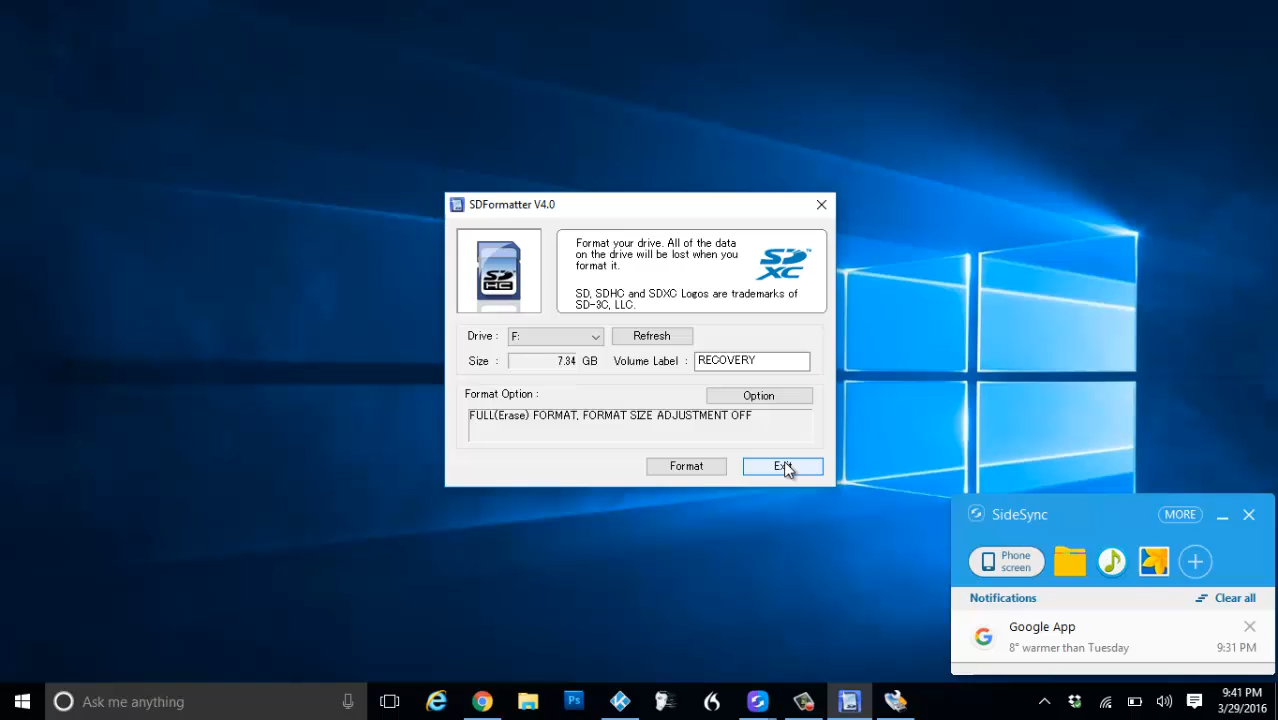 SDFormatter V4.0
SD
HC
Format your drive. All of the data
on the drive will be lost when you
format it.
SD, SDHC and SDXC Logos are trademarks of
SD-3C, LLC.
SD
XC
TM
Drive : F: Refresh
Size : 7.34 GB Volume Label : RECOVERY
Format Option :
Option
FULL(Erase) FORMAT, FORMAT SIZE ADJUSTMENT OFF
Format Exit
SideSync MORE
Phone
screen
Notifications Clear all
Google App
8° warmer than Tuesday 9:31 PM
Ask me anything
Ps
9:41 PM
3/29/2016